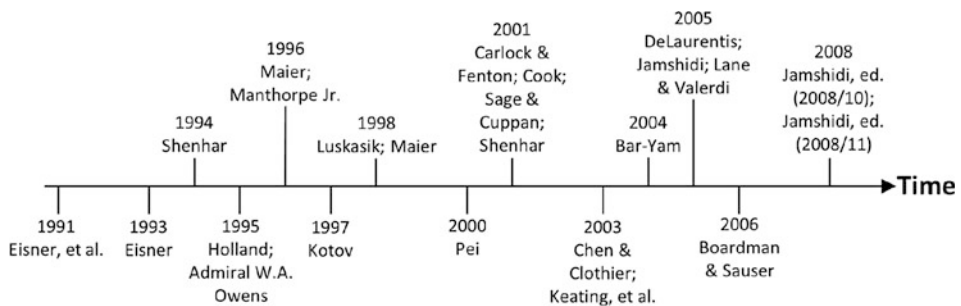 1991
Eisner, et al.
1993
Eisner
1994
Shenhar
1995
Holland;
Admiral W.A.
Owens
1996
Maier;
Manthorpe Jr.
1997
Kotov
1998
Luskasik; Maier
2000
Pei
2001
Carlock &
Fenton; Cook;
Sage &
Cuppan;
Shenhar
2003
Chen &
Clothier;
Keating, et al.
2004
Bar-Yam
2005
DeLaurentis;
Jamshidi; Lane
& Valerdi
2006
Boardman
& Sauser
2008
Jamshidi, ed.
(2008/10);
Jamshidi, ed.
(2008/11)
Time